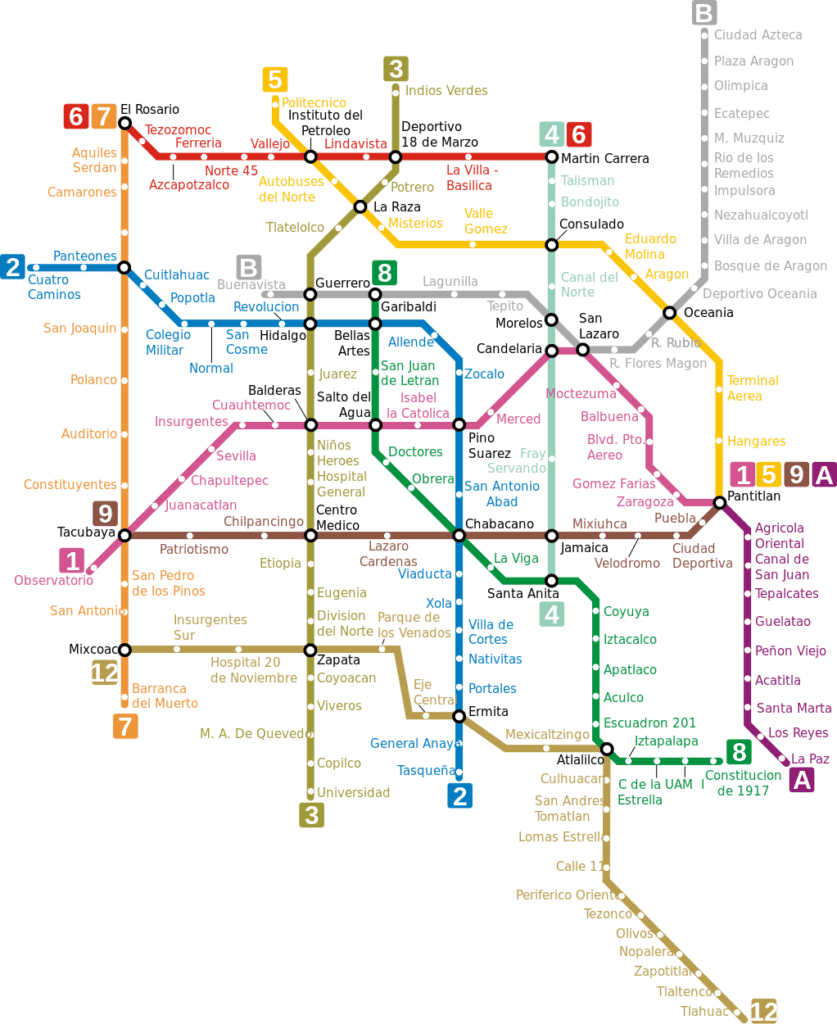 B
Ciudad Azteca
Plaza Aragon
Olimpica
Ecatepec
M. Muzquiz
Rio de los
Remedios
Impulsora
Nezahualcoyotl
Villa de Aragon
Bosque de Aragon
Deportivo Oceania
Oceania
R. Rubio
R. Flores Magon
San
Lazaro
Morelos
Tepito
Lagunilla
Garibaldi
Guerrero
Buenavista
B
6
7
El Rosario
Tezozomoc
Azcapotzalco
Ferreria
Norte 45
Vallejo
Instituto del
Petroleo
Lindavista
Deportivo
18 de Marzo
La Villa -
Basilica
Martin Carrera
4
6
5
Politecnico
Autobuses
del Norte
La Raza
Misterios
Valle
Gomez
Consulado
Eduardo
Molina
Aragon
Terminal
Aerea
Hangares
1
5
9
A
Pantitlan
3
Indios Verdes
Potrero
Tlatelolco
Hidalgo
Juarez
Balderas
Niños
Heroes
Hospital
General
Centro
Medico
Etiopia
Eugenia
Division
del Norte
Zapata
Coyoacan
Viveros
M. A. De Quevedo
Copilco
Universidad
3
Talisman
Bondojito
Canal del
Norte
Candelaria
Fray
Servando
Jamaica
Santa Anita
4
Aquiles
Serdan
Camarones
Panteones
2
Cuatro
Caminos
Cuitlahuac
Popotla
Colegio
Militar
Normal
San
Cosme
Revolucion
Bellas
Artes
Allende
Zocalo
Pino
Suarez
San Antonio
Abad
Chabacano
Viaducta
Xola
Villa de
Cortes
Nativitas
Portales
Ermita
General Anaya
Tasqueña
2
San Joaquin
Polanco
Auditorio
Constituyentes
9
Tacubaya
San Pedro
de los Pinos
San Antonio
Mixcoac
12
Barranca
del Muerto
7
1
Observatorio
Juanacatlan
Chapultepec
Sevilla
Insurgentes
Cuauhtemoc
Salto del
Agua
Isabel
la Catolica
Merced
Moctezuma
Balbuena
Blvd. Pto.
Aereo
Gomez Farias
Zaragoza
8
San Juan
de Letran
Doctores
Obrera
La Viga
Coyuya
Iztacalco
Apatlaco
Aculco
Escuadron 201
Atlalilco
Iztapalapa
C de la
Estrella
UAM I
Constitucion
de 1917
8
Patriotismo
Chilpancingo
Lazaro
Cardenas
Mixiuhca
Velodromo
Ciudad
Deportiva
Puebla
Agricola
Oriental
Canal de
San Juan
Tepalcates
Guelatao
Peñon Viejo
Acatitla
Santa Marta
Los Reyes
La Paz
A
Insurgentes
Sur
Hospital 20
de Noviembre
Parque de
los Venados
Eje
Central
Mexicaltzingo
Culhuacan
San Andres
Tomatlan
Lomas Estrella
Calle 11
Periferico Oriente
Tezonco
Olivos
Nopalera
Zapotitlan
Tlaltenco
Tlahuac
12